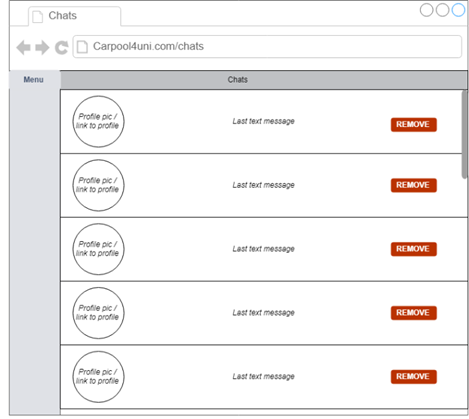 Chats
Carpool4uni.com/chats
Menu
Chats
Profile pic /
link to profile
Last text message
REMOVE
Profile pic /
link to profile
Last text message
REMOVE
Profile pic /
link to profile
Last text message
REMOVE
Profile pic /
link to profile
Last text message
REMOVE
Profile pic /
link to profile
Last text message
REMOVE